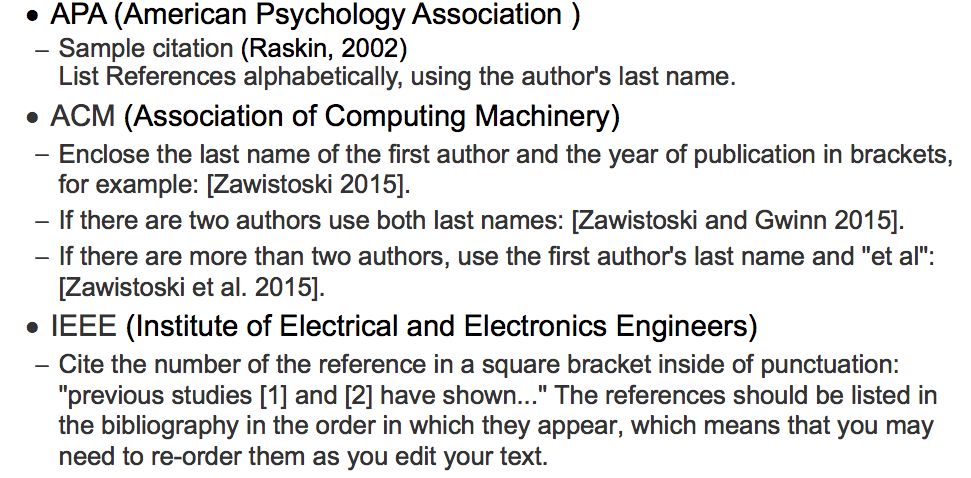 • APA (American Psychology Association )
– Sample citation (Raskin, 2002)
List References alphabetically, using the author's last name.
• ACM (Association of Computing Machinery)
– Enclose the last name of the first author and the year of publication in brackets,
for example: [Zawistoski 2015].
– If there are two authors use both last names: [Zawistoski and Gwinn 2015].
– If there are more than two authors, use the first author's last name and "et al":
[Zawistoski et al. 2015].
• IEEE (Institute of Electrical and Electronics Engineers)
– Cite the number of the reference in a square bracket inside of punctuation:
"previous studies [1] and [2] have shown..." The references should be listed in
the bibliography in the order in which they appear, which means that you may
need to re-order them as you edit your text.